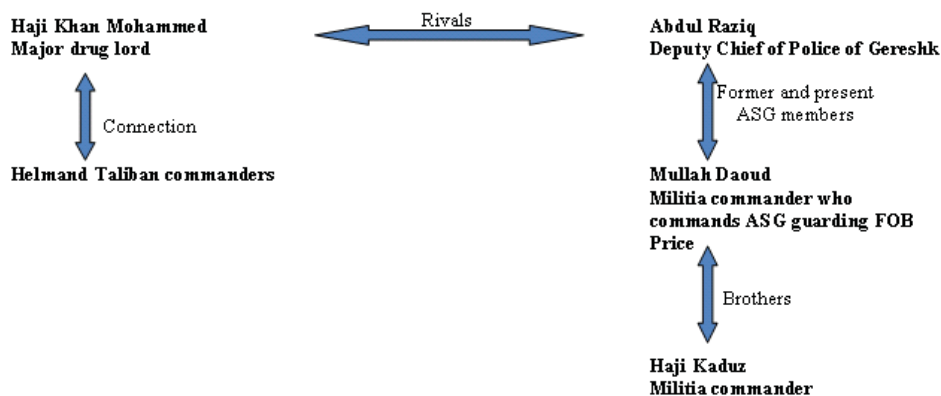 Haji Khan Mohammed
Major drug lord
Rivals
Abdul Raziq
Deputy Chief of Police of Gereshk
Connection
Former and present
ASG members
Helmand Taliban commanders
Mullah Daoud
Militia commander who
commands ASG guarding FOB
Price
Brothers
Haji Kaduz
Militia commander